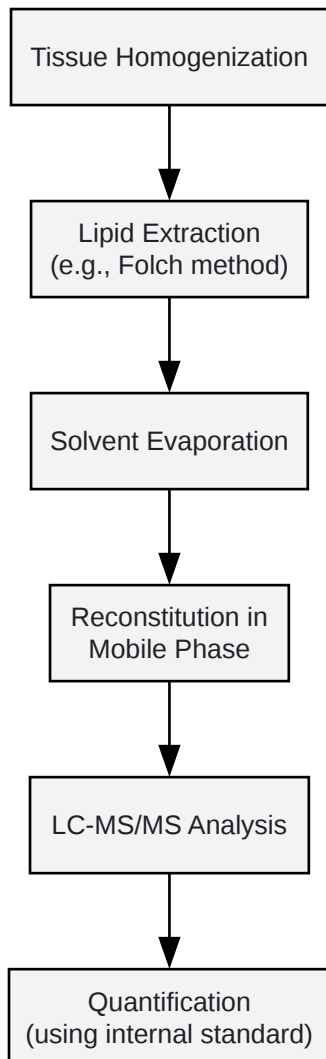 Tissue Homogenization
Lipid Extraction
(e.g., Folch method)
Solvent Evaporation
Reconstitution in
Mobile Phase
LC-MS/MS Analysis
Quantification
(using internal standard)